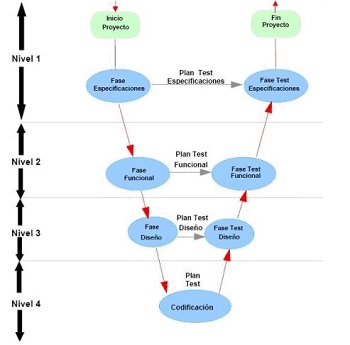 Inicio
Proyecto
Fin
Proyecto
Nivel 1
Fase
Especificaciones
Plan Test
Especificaciones
Fase Test
Especificaciones
Nivel 2
Fase
Funcional
Plan Test
Funcional
Fase Test
Funcional
Nivel 3
Fase
Diseño
Plan Test
Diseño
Fase Test
Diseño
Nivel 4
Plan
Test
Codificación